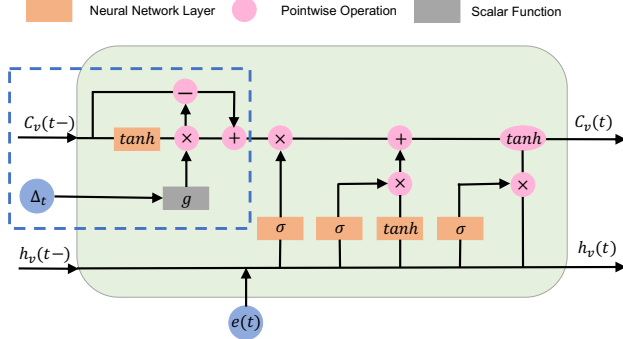 Neural Network Layer Pointwise Operation Scalar Function
C_v(t−) − C_v(t)
tanh × + × + tanh
Δ_t g × ×
σ σ tanh σ
h_v(t−) h_v(t)
e(t)